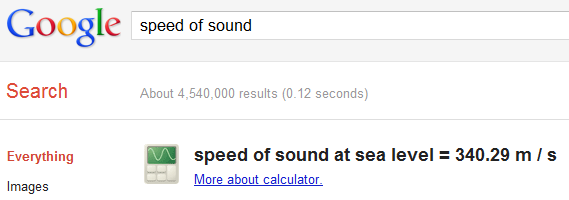 Google speed of sound
Search About 4,540,000 results (0.12 seconds)
Everything speed of sound at sea level = 340.29 m / s
More about calculator.
Images